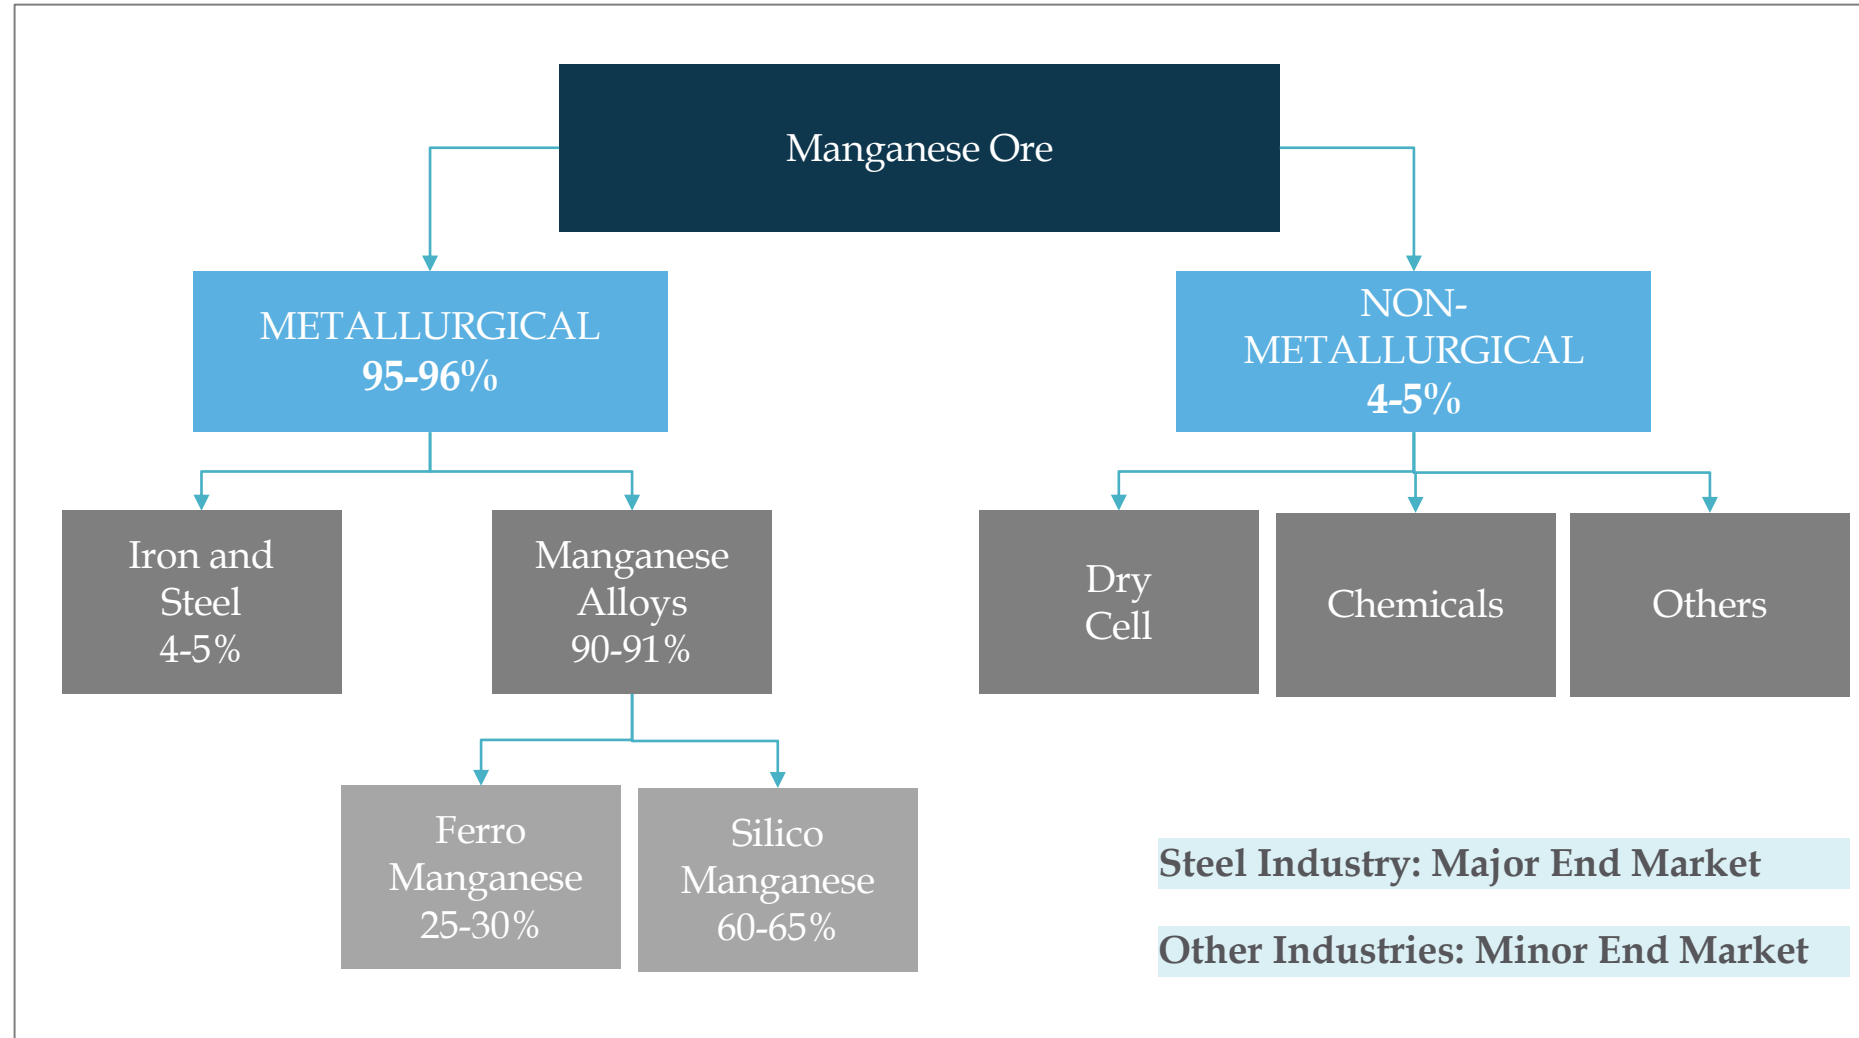 Manganese Ore
METALLURGICAL
95-96%
NON-
METALLURGICAL
4-5%
Iron and
Steel
4-5%
Manganese
Alloys
90-91%
Dry
Cell
Chemicals
Others
Ferro
Manganese
25-30%
Silico
Manganese
60-65%
Steel Industry: Major End Market
Other Industries: Minor End Market